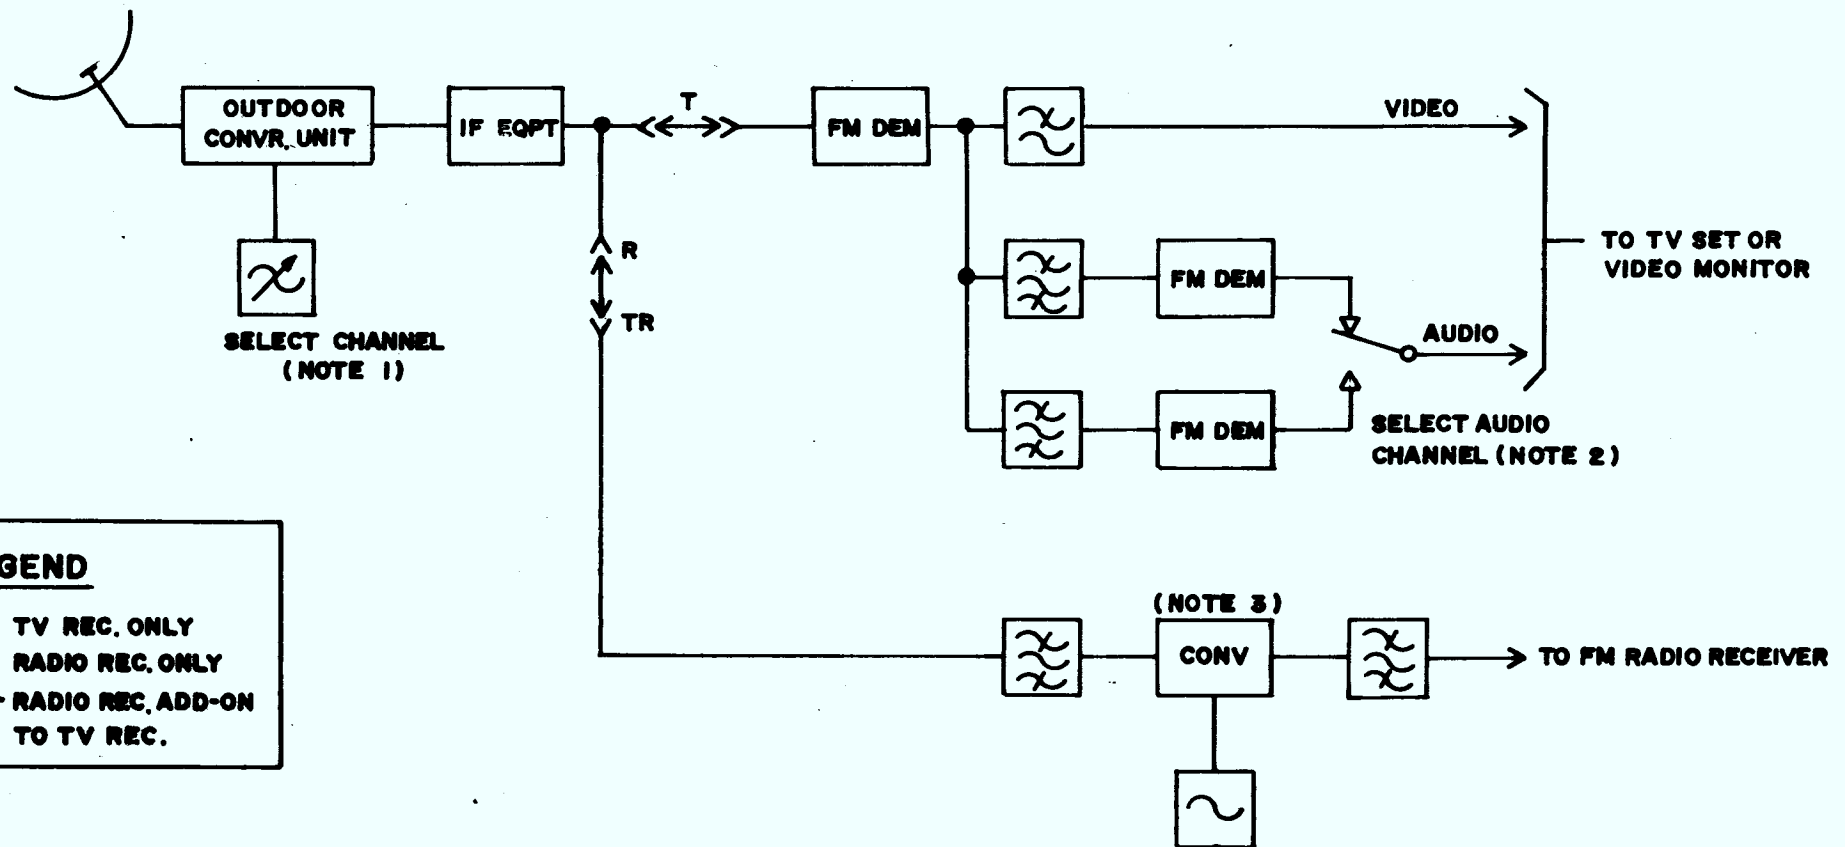 OUTDOOR
CONVR. UNIT
IF EQPT
T
FM DEM
VIDEO
SELECT CHANNEL
(NOTE 1)
R
TR
FM DEM
AUDIO
TO TV SET OR
VIDEO MONITOR
FM DEM
SELECT AUDIO
CHANNEL (NOTE 2)
GEND
TV REC. ONLY
RADIO REC. ONLY
- RADIO REC. ADD-ON
TO TV REC.
(NOTE 3)
CONV
TO FM RADIO RECEIVER